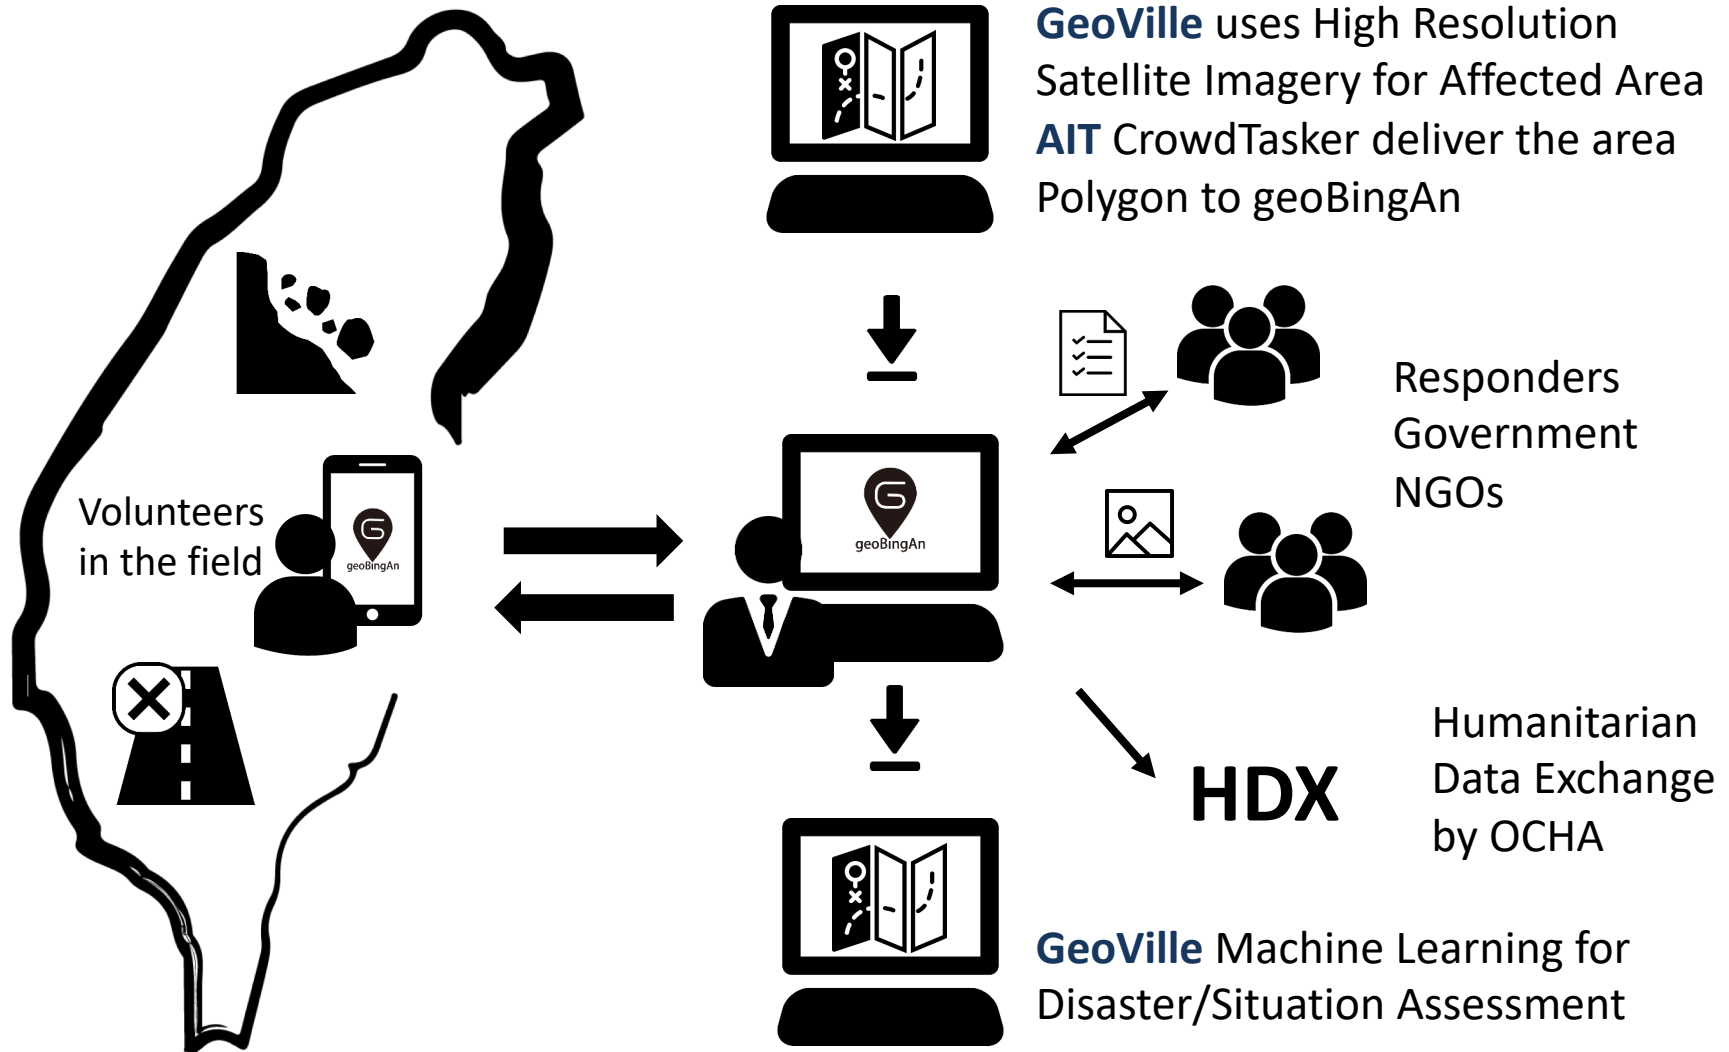 GeoVille uses High Resolution
Satellite Imagery for Affected Area
AIT CrowdTasker deliver the area
Polygon to geoBingAn
Responders
Government
NGOs
Volunteers
in the field
G
geoBingAn
G
geoBingAn
HDX
Humanitarian
Data Exchange
by OCHA
GeoVille Machine Learning for
Disaster/Situation Assessment